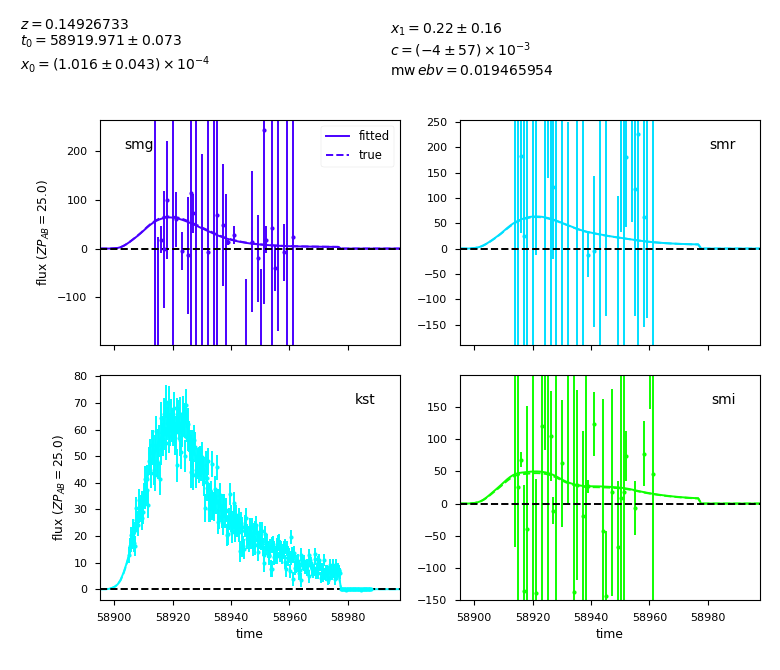 z = 0.14926733
t₀ = 58919.971 ± 0.073
x₀ = (1.016 ± 0.043) × 10⁻⁴
x₁ = 0.22 ± 0.16
c = (−4 ± 57) × 10⁻³
mw ebv = 0.019465954
smg
fitted
true
200
100
0
−100
flux (ZP_AB = 25.0)
smr
250
200
150
100
50
0
−50
−100
−150
kst
80
70
60
50
40
30
20
10
0
flux (ZP_AB = 25.0)
58900 58920 58940 58960 58980
time
smi
150
100
50
0
−50
−100
−150
58900 58920 58940 58960 58980
time